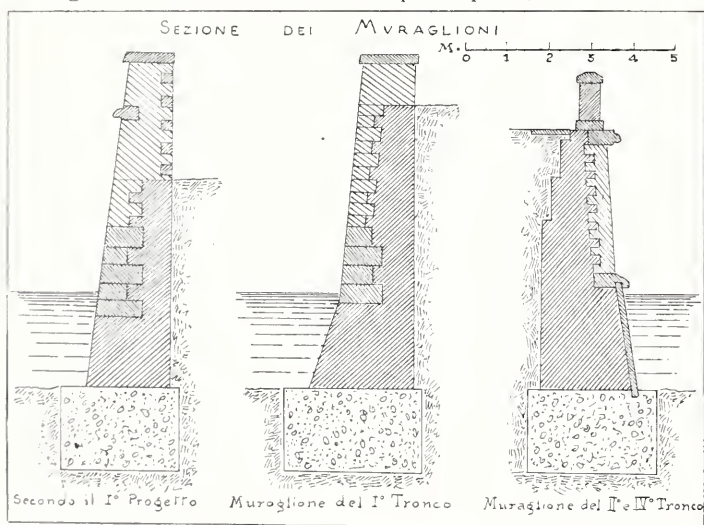 SEZIONE DEI MURAGLIONI
M. 0 1 2 3 4 5
Secondo il I° Progetto
Muraglione del I° Tronco
Muraglione del II° e IV° Tronco